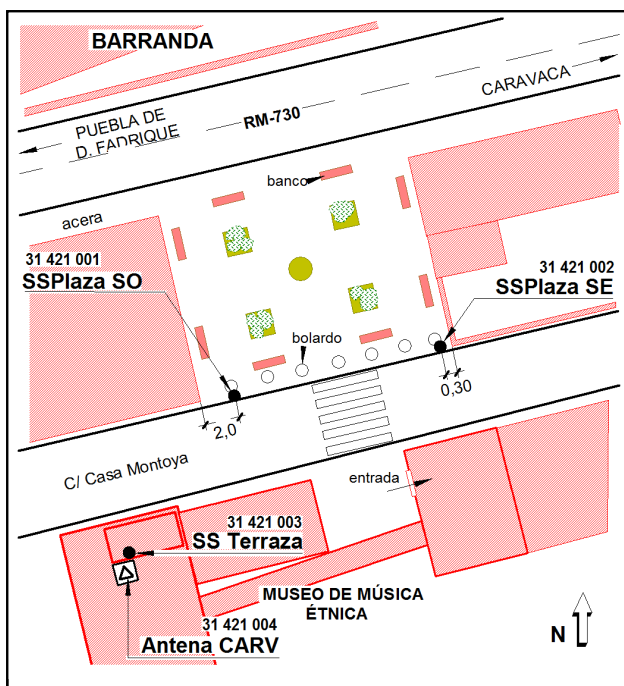 BARRANDA
CARAVACA
PUEBLA DE
D. FADRIQUE
RM-730
banco
acera
31 421 001
SSPlaza SO
31 421 002
SSPlaza SE
bolardo
0,30
2,0
C/ Casa Montoya
entrada
31 421 003
SS Terraza
MUSEO DE MÚSICA
ÉTNICA
31 421 004
Antena CARV
N